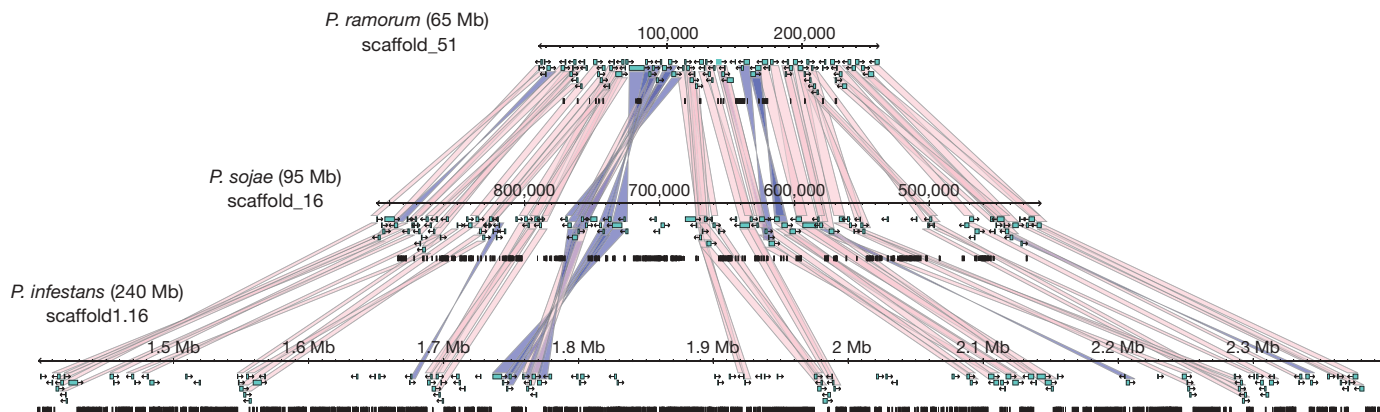 P. ramorum (65 Mb)
scaffold_51
100,000 200,000
P. sojae (95 Mb)
scaffold_16
800,000 700,000 600,000 500,000
P. infestans (240 Mb)
scaffold1.16
1.5 Mb 1.6 Mb 1.7 Mb 1.8 Mb 1.9 Mb 2 Mb 2.1 Mb 2.2 Mb 2.3 Mb